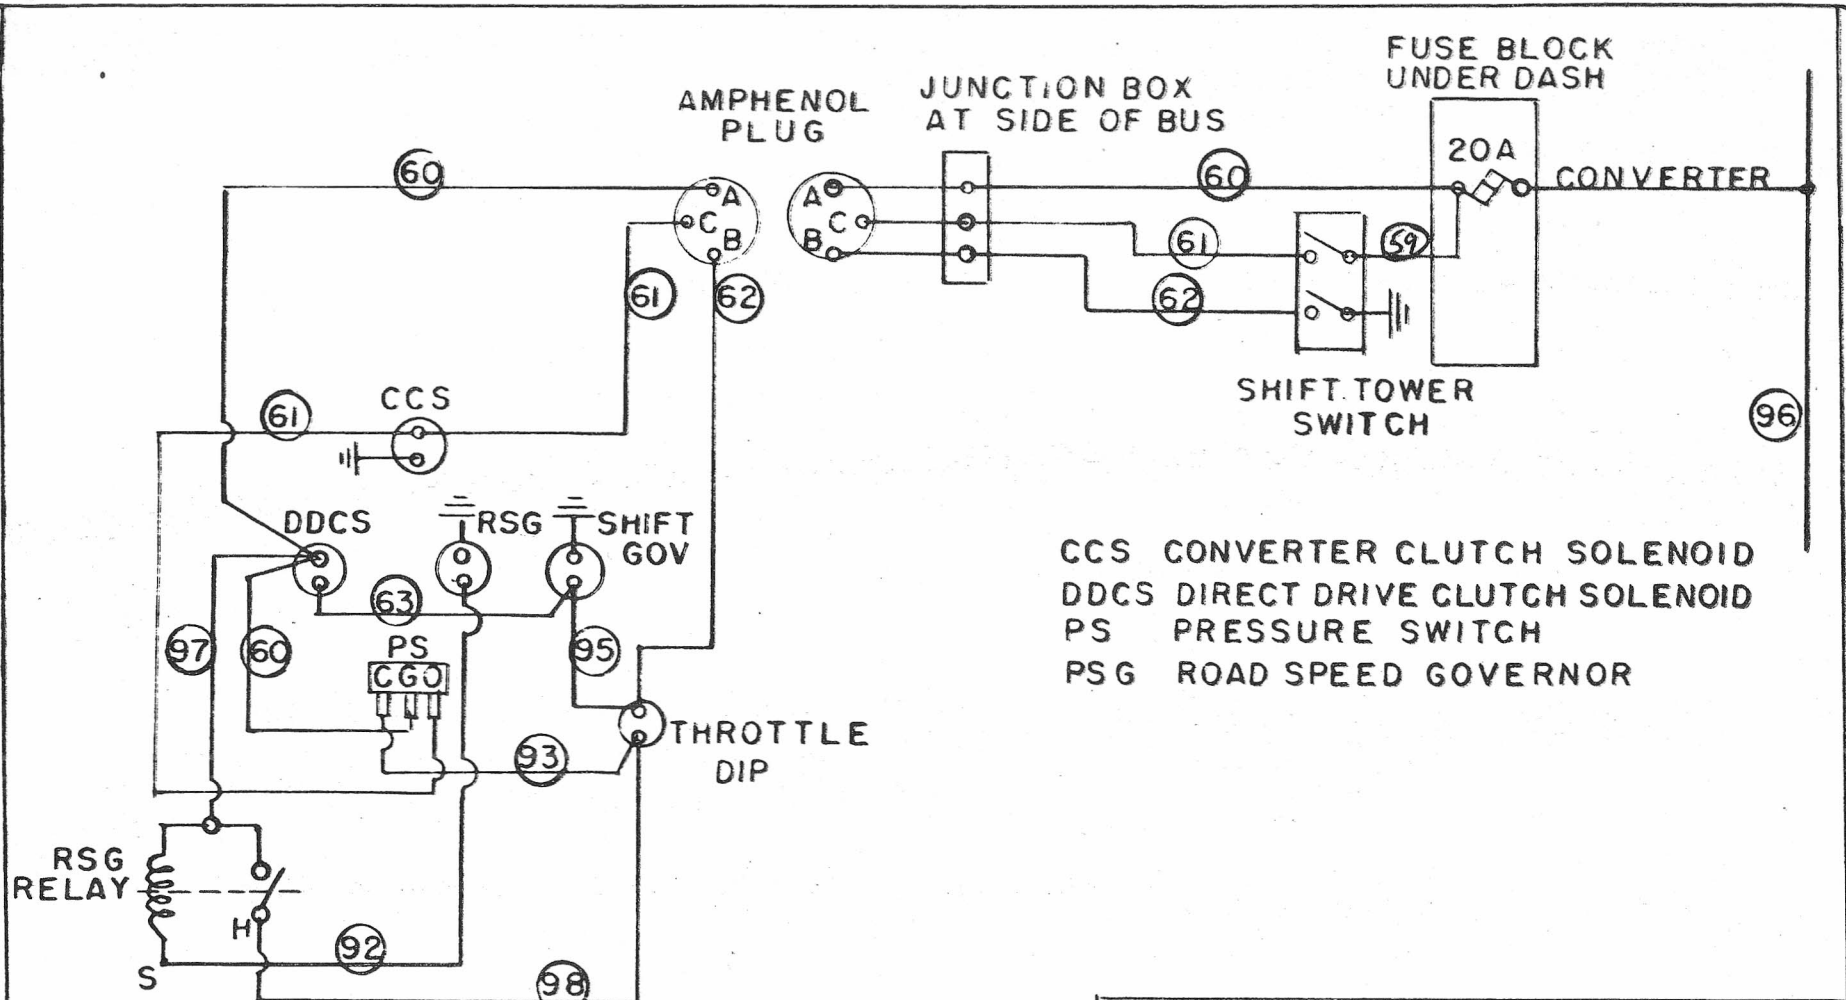 FUSE BLOCK
UNDER DASH
JUNCTION BOX
AT SIDE OF BUS
AMPHENOL
PLUG
20A
60
A
A
60
CONVERTER
C
C
61
59
B
B
61
62
62
SHIFT TOWER
SWITCH
96
CCS
61
DDCS
RSG
SHIFT
GOV
CCS CONVERTER CLUTCH SOLENOID
DDCS DIRECT DRIVE CLUTCH SOLENOID
PS PRESSURE SWITCH
PSG ROAD SPEED GOVERNOR
63
97
60
PS
95
CGO
THROTTLE
DIP
93
RSG
RELAY
H
92
S
98